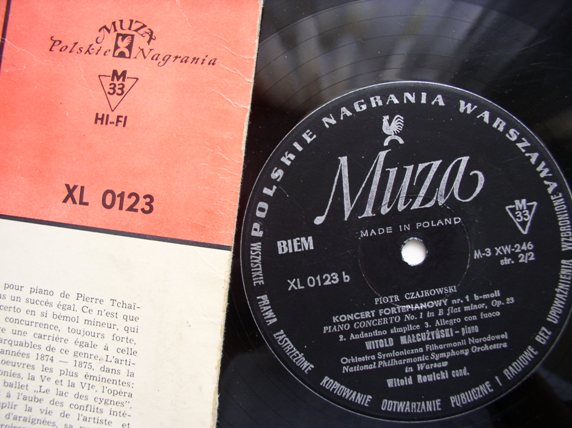 MUZA
Polskie Nagrania
M
33
HI-FI
XL 0123
pour piano de Pierre Tchaï-
un succès égal. Ce n'est que
certo en si bémol mineur, qui
concurrence, toujours forte,
re une carrière égale à celle
arquables de ce genre. L'arti-
années 1874 — 1875, dans la
oeuvres les plus éminentes:
onies, la Ve et la VIe, l'opéra
ballet „Le lac des cygnes".
à l'aube des conflits inté-
mplir la vie de l'artiste et
d'araignées, sa
POLSKIE NAGRANIA WARSZAWA
Muza
MADE IN POLAND
BIEM
M
33
XL 0123 b
M-3 XW-246
str. 2/2
PIOTR CZAJKOWSKI
KONCERT FORTEPIANOWY nr. 1 b-moll
PIANO CONCERTO No. 1 in B flat minor, Op. 23
2. Andantino simplice 3. Allegro con fuoco
WITOLD MAŁCUŻYŃSKI - piano
Orkiestra Symfoniczna Filharmonii Narodowej
National Philharmonic Symphony Orchestra
in Warsaw
Witold Rowicki cond.
WSZYSTKIE PRAWA ZASTRZEŻONE KOPIOWANIE ODTWARZANIE PUBLICZNE I RADIOWE BEZ UPOWAŻNIENIA WZBRONIONE